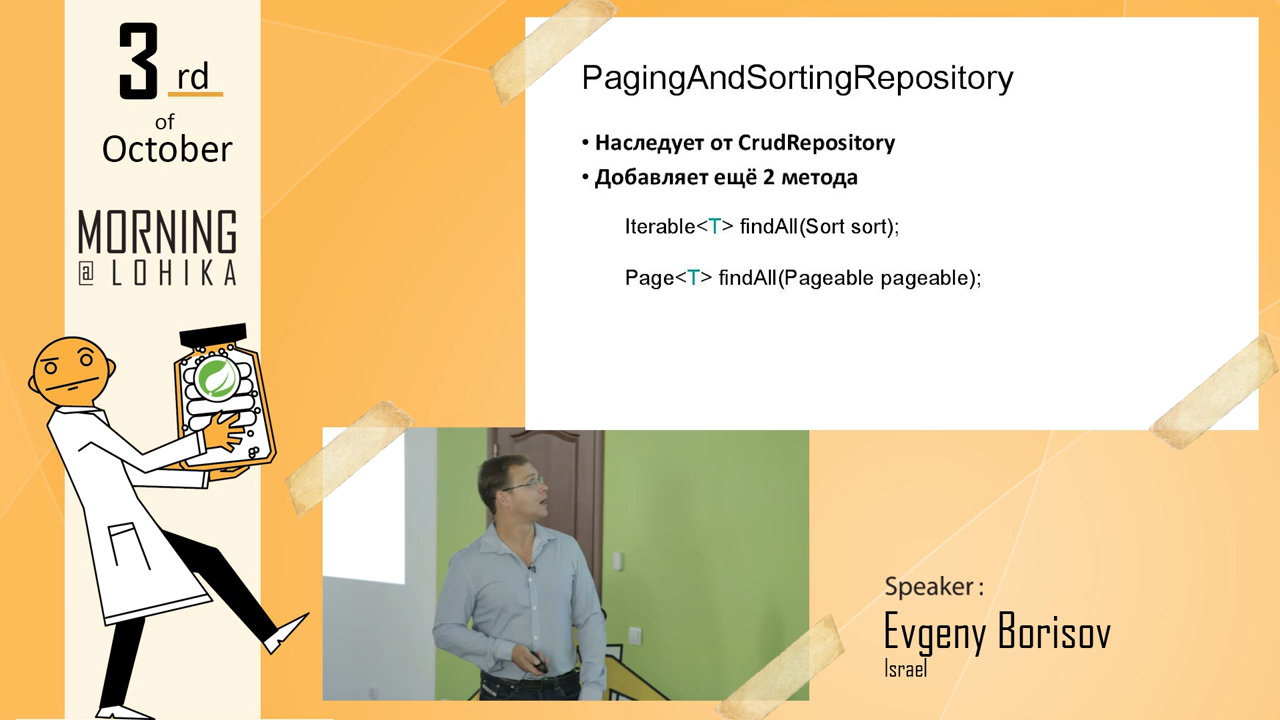 3 rd
of
October
MORNING
@ LOHIKA
PagingAndSortingRepository
• Наследует от CrudRepository
• Добавляет ещё 2 метода
Iterable<T> findAll(Sort sort);
Page<T> findAll(Pageable pageable);
Speaker :
Evgeny Borisov
Israel